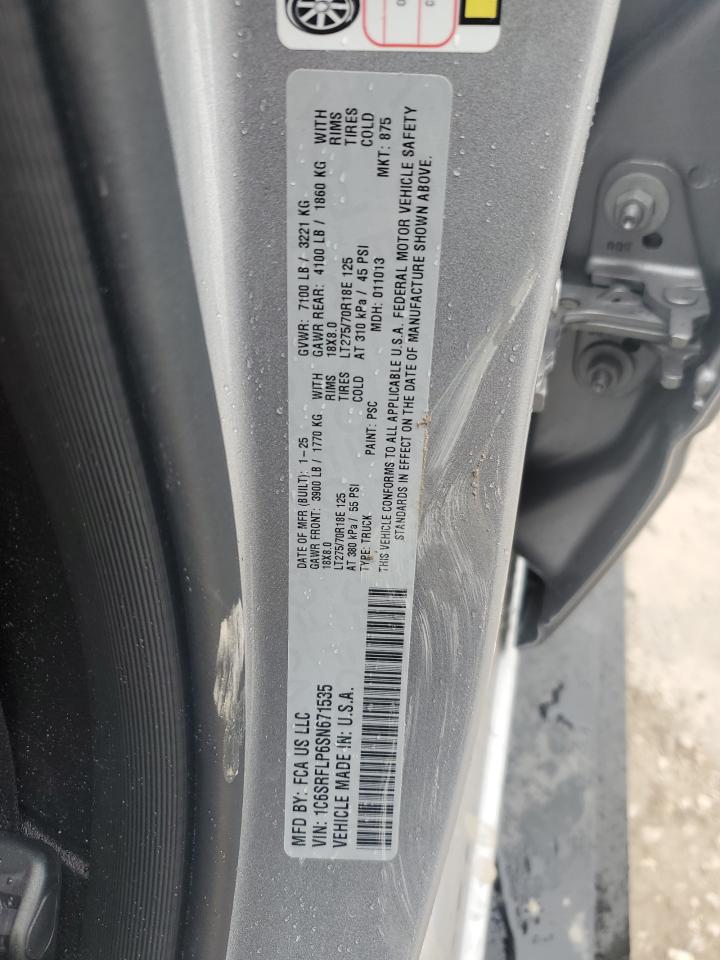 MFD BY: FCA US LLC
VIN: 1C6SRFLP6SN671535
VEHICLE MADE IN: U.S.A.
DATE OF MFR (BUILT): 1-25 GVWR: 7100 LB / 3221 KG
GAWR FRONT: 3900 LB / 1770 KG WITH GAWR REAR: 4100 LB / 1860 KG WITH
18X8.0 RIMS 18X8.0 RIMS
LT275/70R18E 125 TIRES LT275/70R18E 125 TIRES
AT 380 kPa / 55 PSI COLD AT 310 kPa / 45 PSI COLD
TYPE: TRUCK PAINT: PSC MDH: 011013 MKT: 875
THIS VEHICLE CONFORMS TO ALL APPLICABLE U.S.A. FEDERAL MOTOR VEHICLE SAFETY
STANDARDS IN EFFECT ON THE DATE OF MANUFACTURE SHOWN ABOVE.